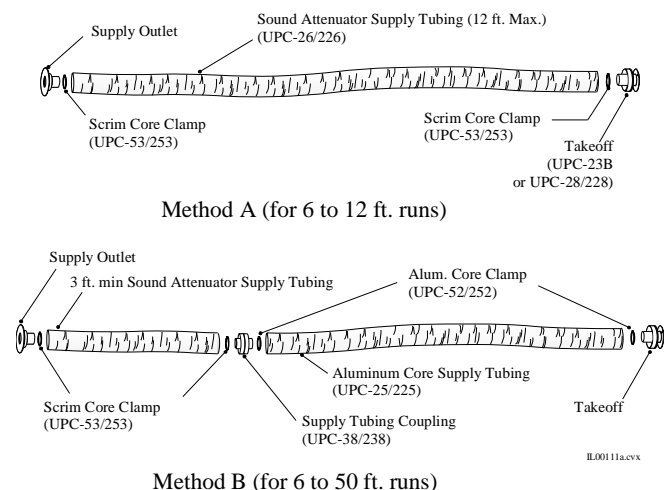 Supply Outlet
Sound Attenuator Supply Tubing (12 ft. Max.)
(UPC-26/226)
Scrim Core Clamp
(UPC-53/253)
Scrim Core Clamp
(UPC-53/253)
Takeoff
(UPC-23B
or UPC-28/228)
Method A (for 6 to 12 ft. runs)
Supply Outlet
3 ft. min Sound Attenuator Supply Tubing
Alum. Core Clamp
(UPC-52/252)
Scrim Core Clamp
(UPC-53/253)
Aluminum Core Supply Tubing
(UPC-25/225)
Supply Tubing Coupling
(UPC-38/238)
Takeoff
IL00111a.cvx
Method B (for 6 to 50 ft. runs)